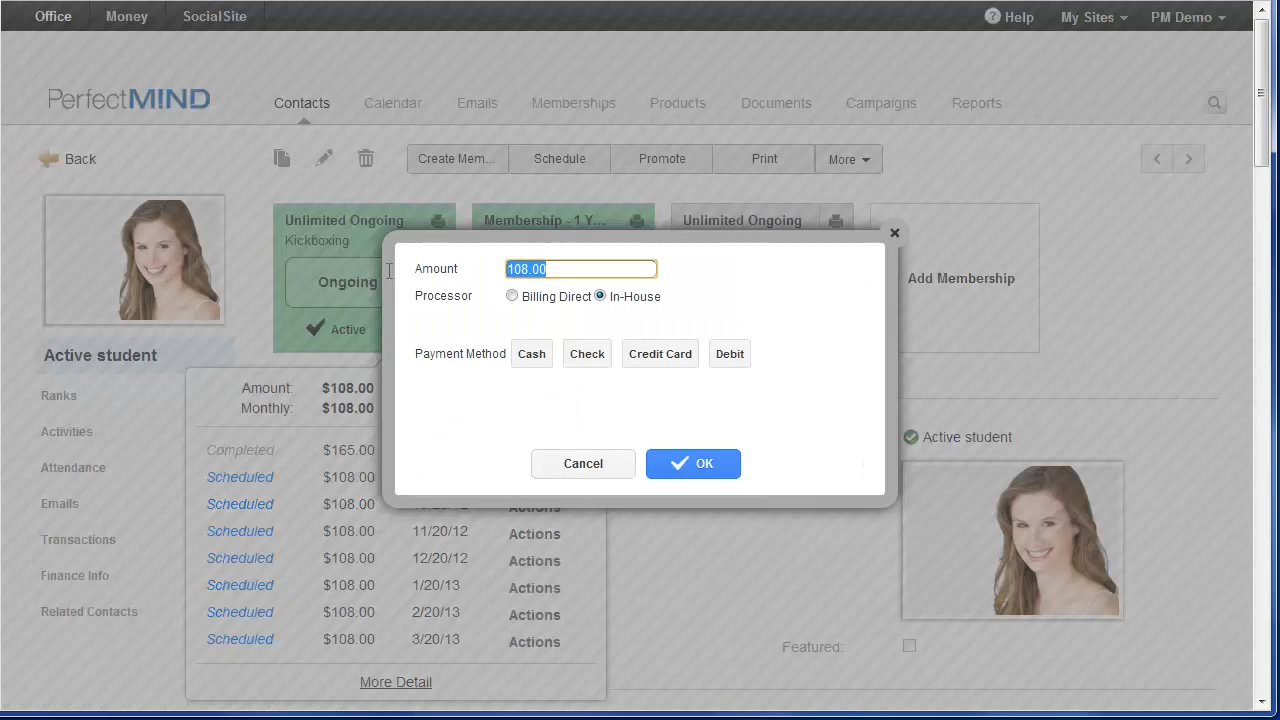 Office Money SocialSite Help My Sites PM Demo
PerfectMIND Contacts Calendar Emails Memberships Products Documents Campaigns Reports
Back Create Mem... Schedule Promote Print More
Unlimited Ongoing Membership - 1 Y... Unlimited Ongoing
Kickboxing
Ongoing
Active
Add Membership
Amount 108.00
Processor Billing Direct In-House
Payment Method Cash Check Credit Card Debit
Cancel OK
Active student
Ranks
Activities
Attendance
Emails
Transactions
Finance Info
Related Contacts
Amount: $108.00
Monthly: $108.00
Completed $165.00
Scheduled $108.00
Scheduled $108.00
Scheduled $108.00 11/20/12 Actions
Scheduled $108.00 12/20/12 Actions
Scheduled $108.00 1/20/13 Actions
Scheduled $108.00 2/20/13 Actions
Scheduled $108.00 3/20/13 Actions
More Detail
Active student
Featured: